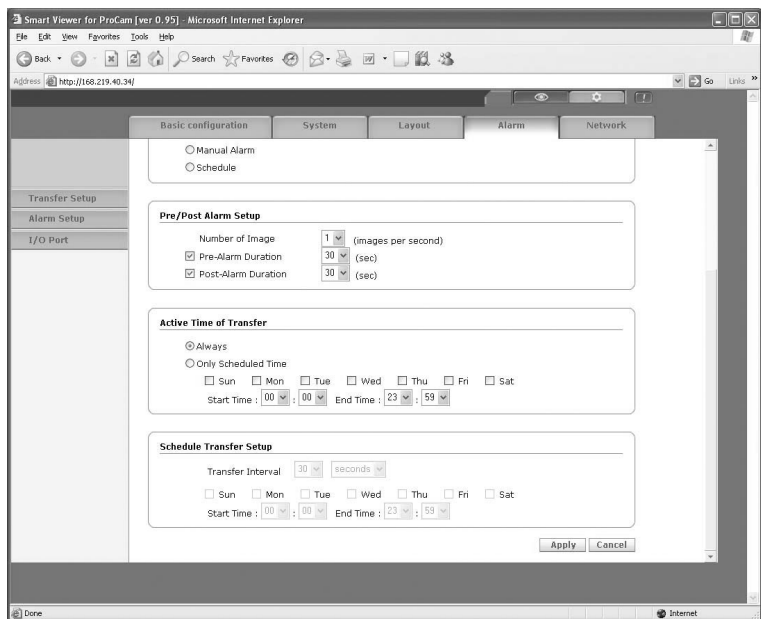 Smart Viewer for ProCam [ver 0.95] - Microsoft Internet Explorer
File Edit View Favorites Tools Help
Back Search Favorites
Address http://168.219.40.34/ Go Links »
Basic configuration System Layout Alarm Network
Manual Alarm
Schedule
Transfer Setup
Alarm Setup
I/O Port
Pre/Post Alarm Setup
Number of Image 1 (images per second)
Pre-Alarm Duration 30 (sec)
Post-Alarm Duration 30 (sec)
Active Time of Transfer
Always
Only Scheduled Time
Sun Mon Tue Wed Thu Fri Sat
Start Time : 00 : 00 End Time : 23 : 59
Schedule Transfer Setup
Transfer Interval 30 seconds
Sun Mon Tue Wed Thu Fri Sat
Start Time : 00 : 00 End Time : 23 : 59
Apply Cancel
Done Internet